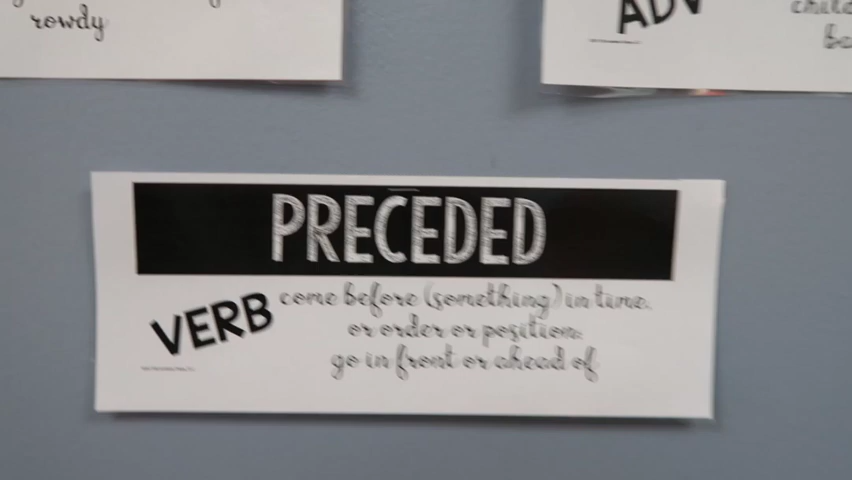 rowdy
ADV
PRECEDED
VERB
come before (something) in time,
or order or position;
go in front or ahead of